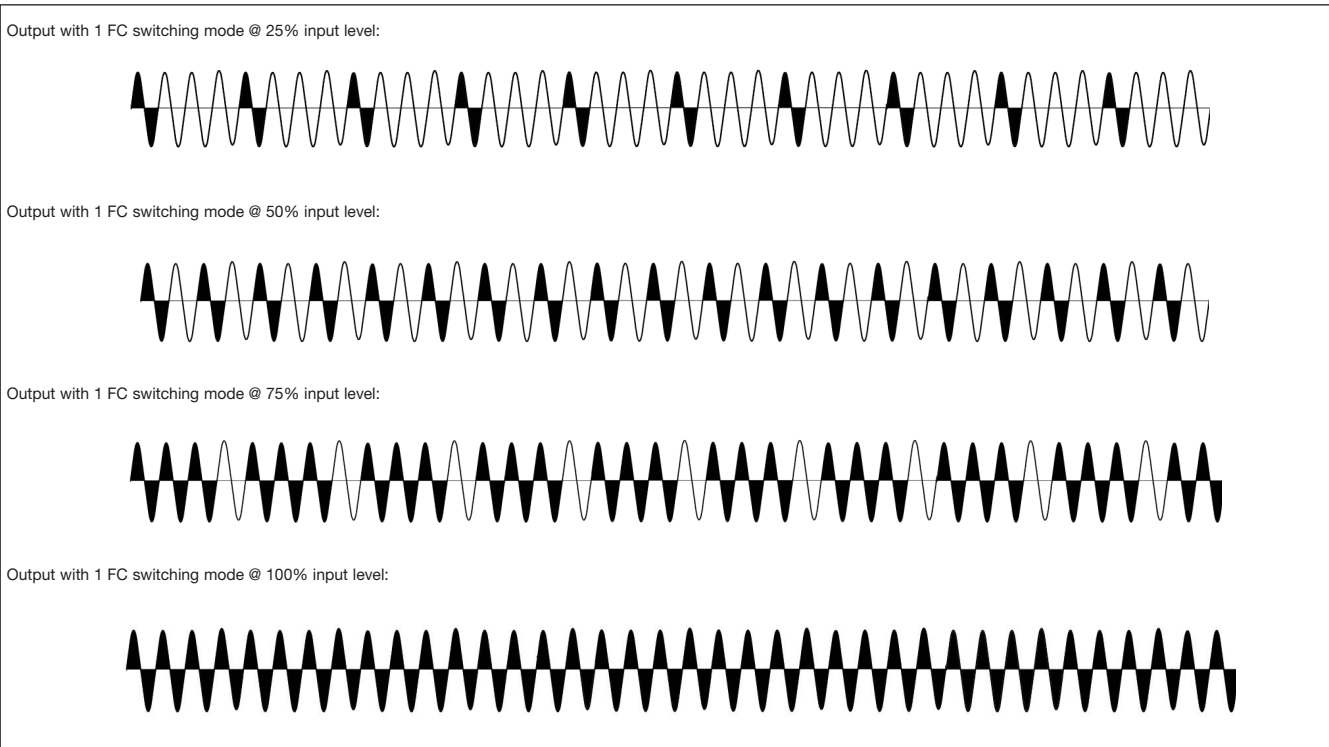 Output with 1 FC switching mode @ 25% input level:
Output with 1 FC switching mode @ 50% input level:
Output with 1 FC switching mode @ 75% input level:
Output with 1 FC switching mode @ 100% input level: